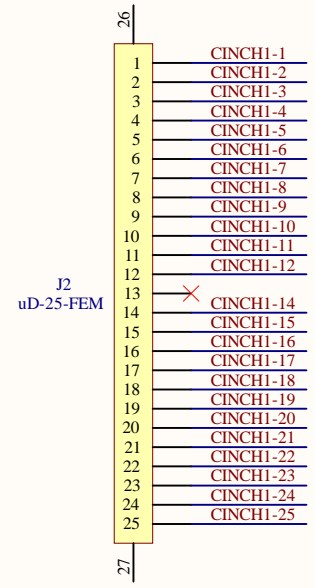 26
1 CINCH1-1
2 CINCH1-2
3 CINCH1-3
4 CINCH1-4
5 CINCH1-5
6 CINCH1-6
7 CINCH1-7
8 CINCH1-8
9 CINCH1-9
10 CINCH1-10
11 CINCH1-11
12 CINCH1-12
13
J2
uD-25-FEM
14 CINCH1-14
15 CINCH1-15
16 CINCH1-16
17 CINCH1-17
18 CINCH1-18
19 CINCH1-19
20 CINCH1-20
21 CINCH1-21
22 CINCH1-22
23 CINCH1-23
24 CINCH1-24
25 CINCH1-25
27